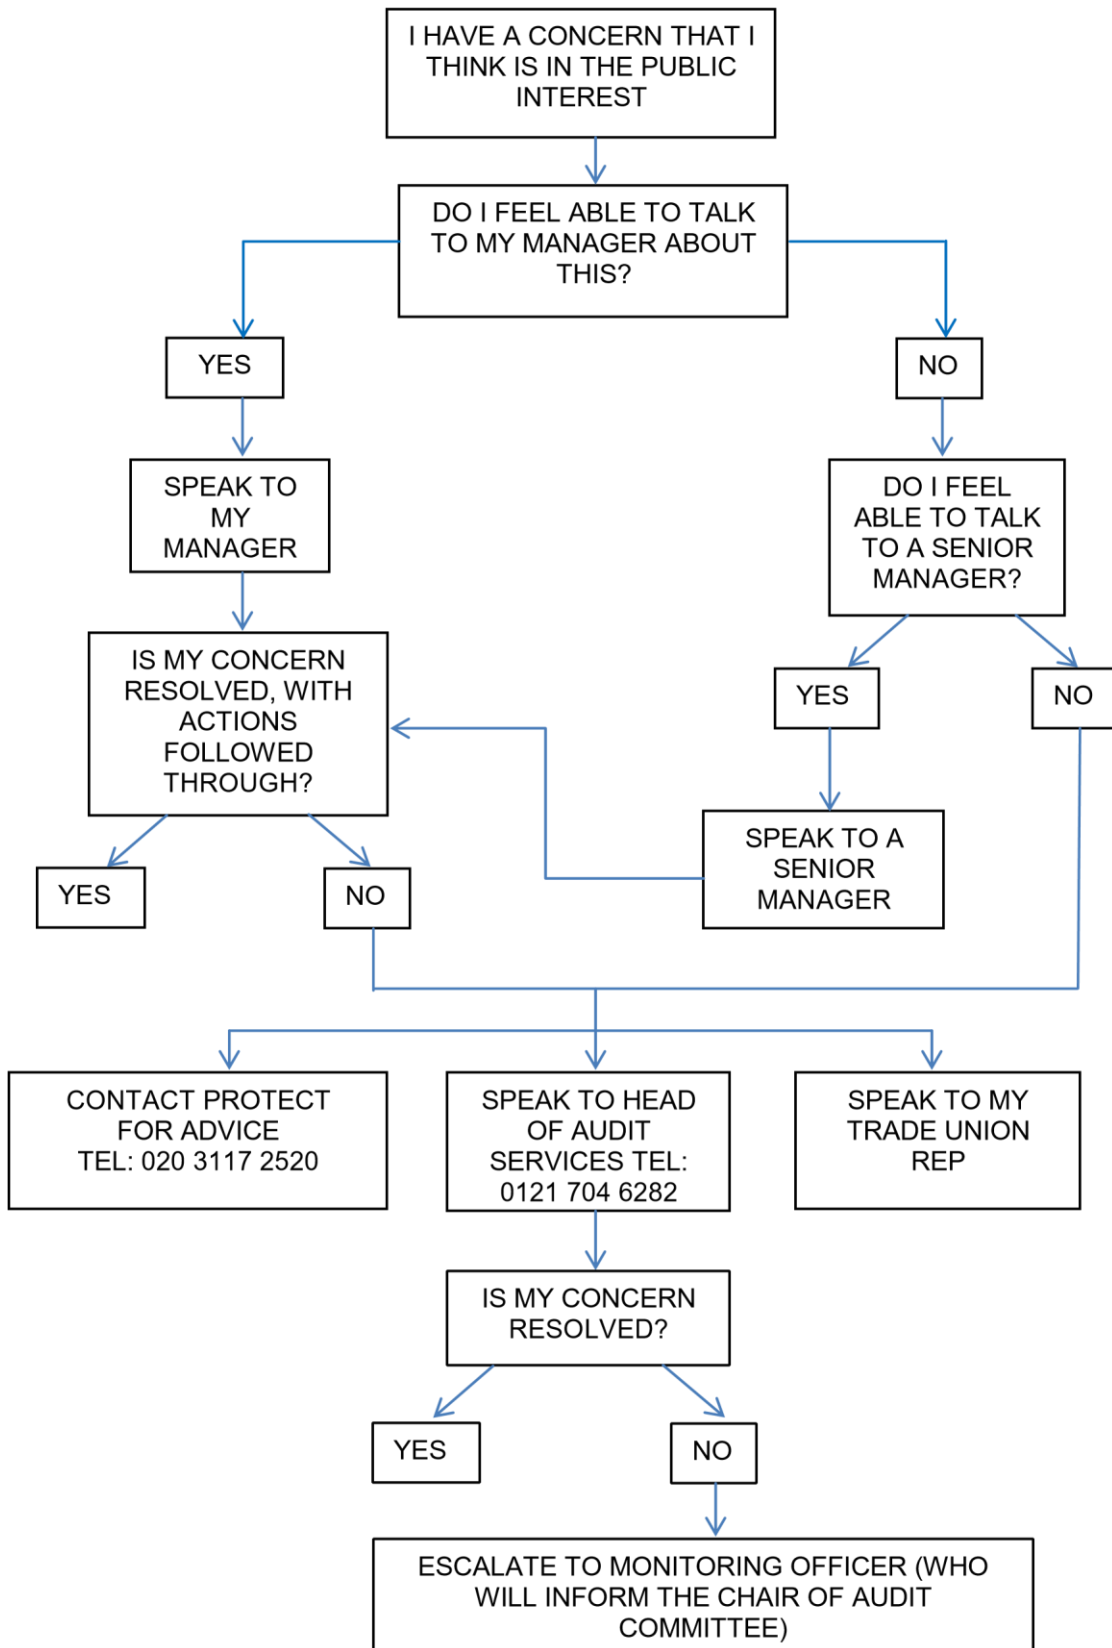 I HAVE A CONCERN THAT I
THINK IS IN THE PUBLIC
INTEREST
DO I FEEL ABLE TO TALK
TO MY MANAGER ABOUT
THIS?
YES
NO
SPEAK TO
MY
MANAGER
DO I FEEL
ABLE TO TALK
TO A SENIOR
MANAGER?
IS MY CONCERN
RESOLVED, WITH
ACTIONS
FOLLOWED
THROUGH?
YES
NO
SPEAK TO A
SENIOR
MANAGER
YES
NO
CONTACT PROTECT
FOR ADVICE
TEL: 020 3117 2520
SPEAK TO HEAD
OF AUDIT
SERVICES TEL:
0121 704 6282
SPEAK TO MY
TRADE UNION
REP
IS MY CONCERN
RESOLVED?
YES
NO
ESCALATE TO MONITORING OFFICER (WHO
WILL INFORM THE CHAIR OF AUDIT
COMMITTEE)